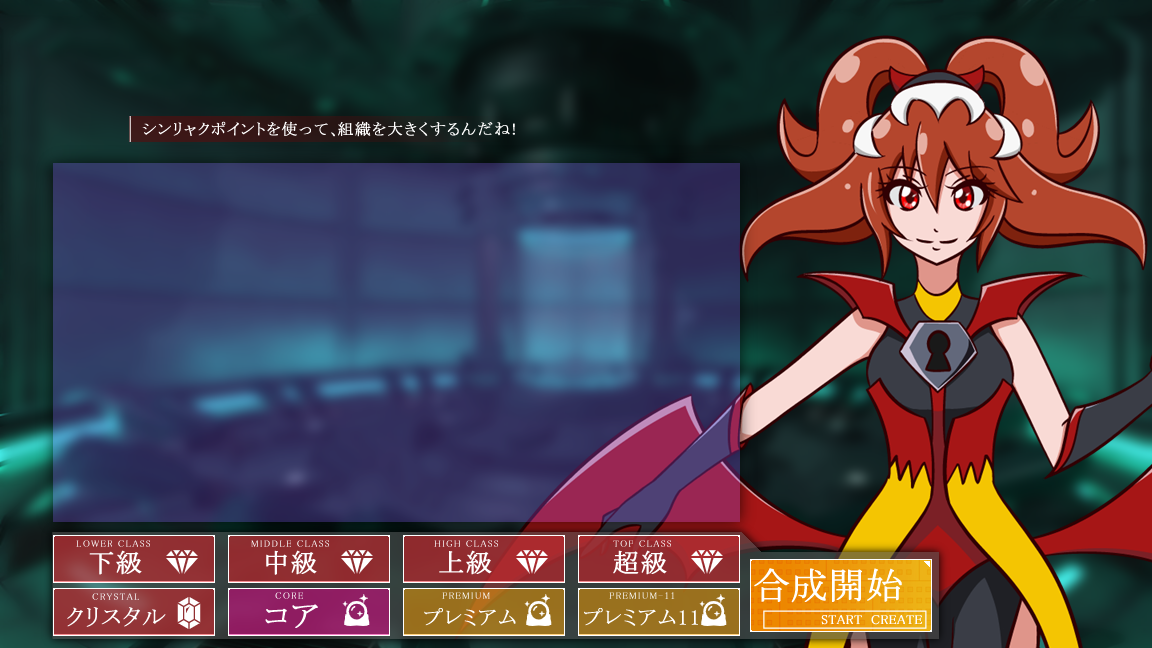 シンリャクポイントを使って、組織を大きくするんだね!
LOWER CLASS
下級
MIDDLE CLASS
中級
HIGH CLASS
上級
TOP CLASS
超級
CRYSTAL
クリスタル
CORE
コア
PREMIUM
プレミアム
PREMIUM-11
プレミアム11
合成開始
START CREATE